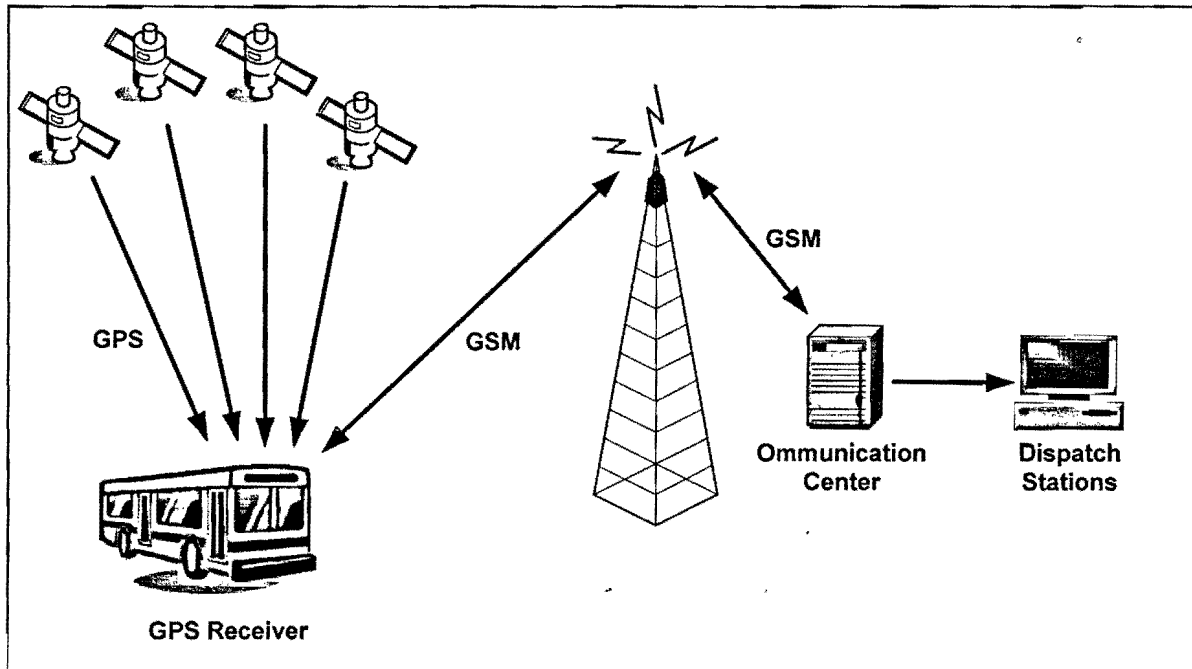 GPS
GSM
GSM
Ommunication
Center
Dispatch
Stations
GPS Receiver